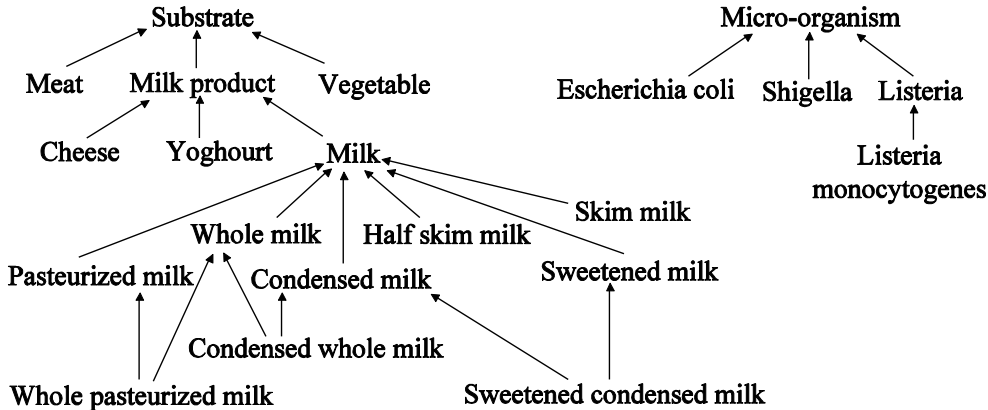 Substrate
Micro-organism
Meat
Milk product
Vegetable
Escherichia coli
Shigella
Listeria
Cheese
Yoghourt
Milk
Listeria
monocytogenes
Skim milk
Whole milk
Half skim milk
Pasteurized milk
Condensed milk
Sweetened milk
Condensed whole milk
Whole pasteurized milk
Sweetened condensed milk